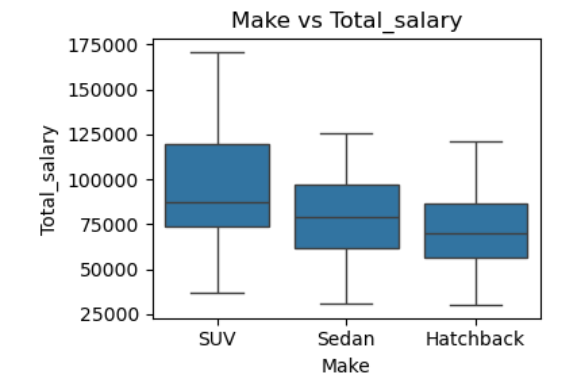 Make vs Total_salary
175000
150000
125000
100000
75000
50000
25000
Total_salary
SUV Sedan Hatchback
Make